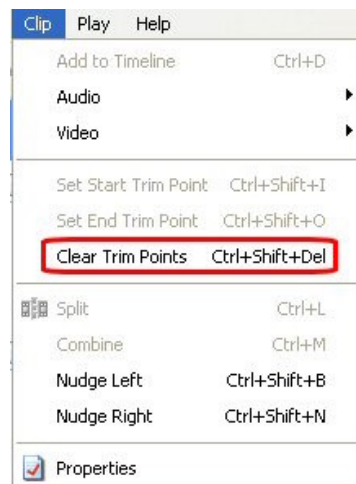 Clip Play Help
Add to Timeline Ctrl+D
Audio
Video
Set Start Trim Point Ctrl+Shift+I
Set End Trim Point Ctrl+Shift+O
Clear Trim Points Ctrl+Shift+Del
Split Ctrl+L
Combine Ctrl+M
Nudge Left Ctrl+Shift+B
Nudge Right Ctrl+Shift+N
Properties